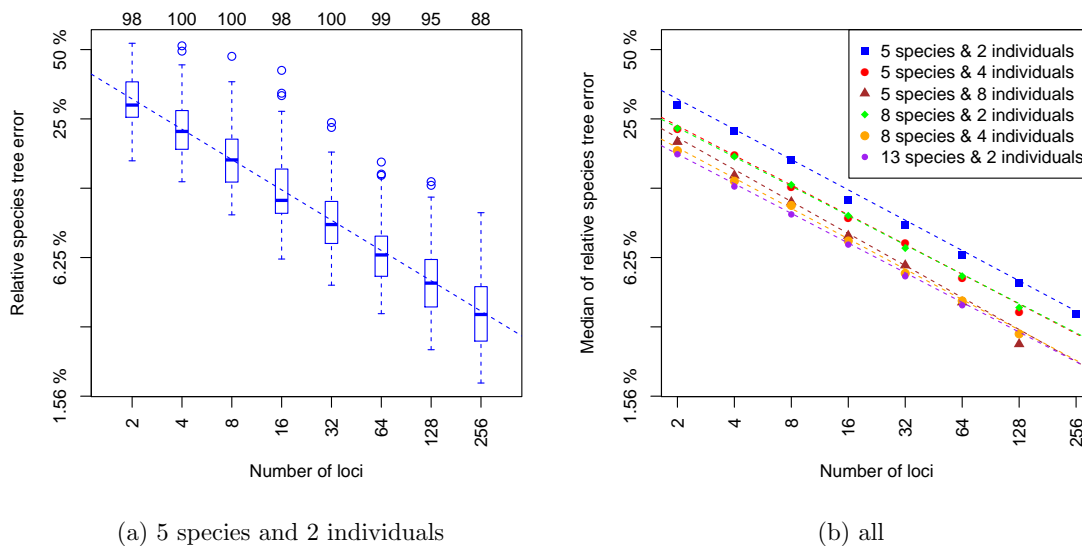 98 100 100 98 100 99 95 88
Relative species tree error
50 %
25 %
6.25 %
1.56 %
2 4 8 16 32 64 128 256
Number of loci
(a) 5 species and 2 individuals
Median of relative species tree error
50 %
25 %
6.25 %
1.56 %
5 species & 2 individuals
5 species & 4 individuals
5 species & 8 individuals
8 species & 2 individuals
8 species & 4 individuals
13 species & 2 individuals
2 4 8 16 32 64 128 256
Number of loci
(b) all